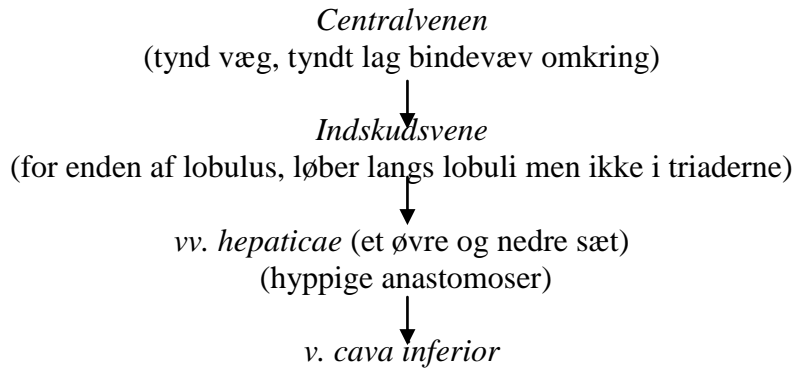 Centralvenen
(tynd væg, tyndt lag bindevæv omkring)
Indskudsvene
(for enden af lobulus, løber langs lobuli men ikke i triaderne)
vv. hepaticae (et øvre og nedre sæt)
(hyppige anastomoser)
v. cava inferior